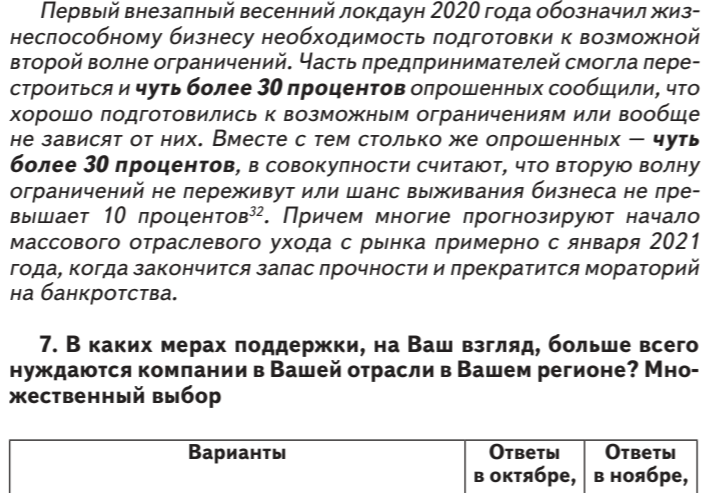 Первый внезапный весенний локдаун 2020 года обозначил жиз-
неспособному бизнесу необходимость подготовки к возможной
второй волне ограничений. Часть предпринимателей смогла пере-
строиться и чуть более 30 процентов опрошенных сообщили, что
хорошо подготовились к возможным ограничениям или вообще
не зависят от них. Вместе с тем столько же опрошенных — чуть
более 30 процентов, в совокупности считают, что вторую волну
ограничений не переживут или шанс выживания бизнеса не пре-
вышает 10 процентов³². Причем многие прогнозируют начало
массового отраслевого ухода с рынка примерно с января 2021
года, когда закончится запас прочности и прекратится мораторий
на банкротства.
7. В каких мерах поддержки, на Ваш взгляд, больше всего
нуждаются компании в Вашей отрасли в Вашем регионе? Мно-
жественный выбор
Варианты Ответы Ответы
в октябре, в ноябре,